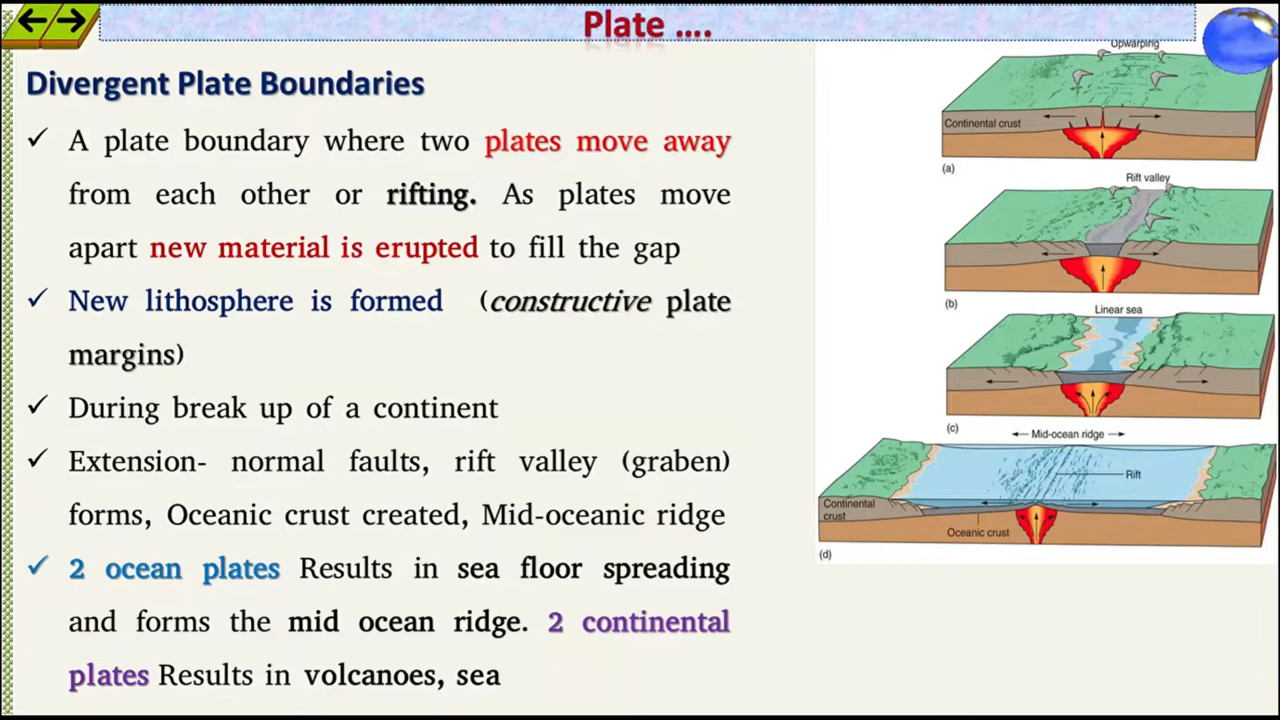 Plate ....
Divergent Plate Boundaries
✓ A plate boundary where two plates move away
from each other or rifting. As plates move
apart new material is erupted to fill the gap
✓ New lithosphere is formed (constructive plate
margins)
✓ During break up of a continent
✓ Extension- normal faults, rift valley (graben)
forms, Oceanic crust created, Mid-oceanic ridge
✓ 2 ocean plates Results in sea floor spreading
and forms the mid ocean ridge. 2 continental
plates Results in volcanoes, sea
Upwarping
Continental crust
(a)
Rift valley
(b)
Linear sea
(c)
Mid-ocean ridge
Rift
Continental
crust
Oceanic crust
(d)